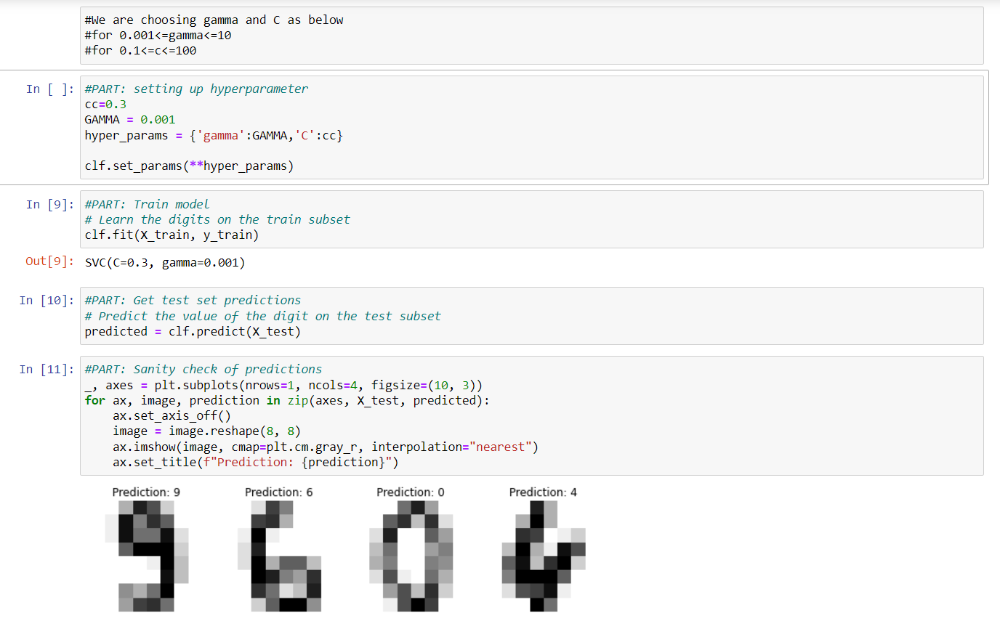 #We are choosing gamma and C as below
#for 0.001<=gamma<=10
#for 0.1<=c<=100
In [ ]:
#PART: setting up hyperparameter
cc=0.3
GAMMA = 0.001
hyper_params = {'gamma':GAMMA,'C':cc}
clf.set_params(**hyper_params)
In [9]:
#PART: Train model
# Learn the digits on the train subset
clf.fit(X_train, y_train)
Out[9]: SVC(C=0.3, gamma=0.001)
In [10]:
#PART: Get test set predictions
# Predict the value of the digit on the test subset
predicted = clf.predict(X_test)
In [11]:
#PART: Sanity check of predictions
_, axes = plt.subplots(nrows=1, ncols=4, figsize=(10, 3))
for ax, image, prediction in zip(axes, X_test, predicted):
    ax.set_axis_off()
    image = image.reshape(8, 8)
    ax.imshow(image, cmap=plt.cm.gray_r, interpolation="nearest")
    ax.set_title(f"Prediction: {prediction}")
Prediction: 9 Prediction: 6 Prediction: 0 Prediction: 4